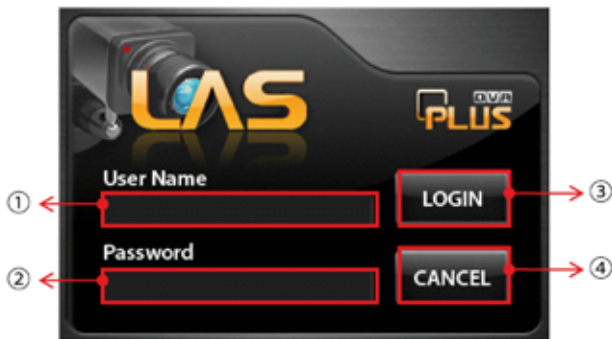 LAS
DVR
PLUS
User Name
① LOGIN ③
Password
② CANCEL ④